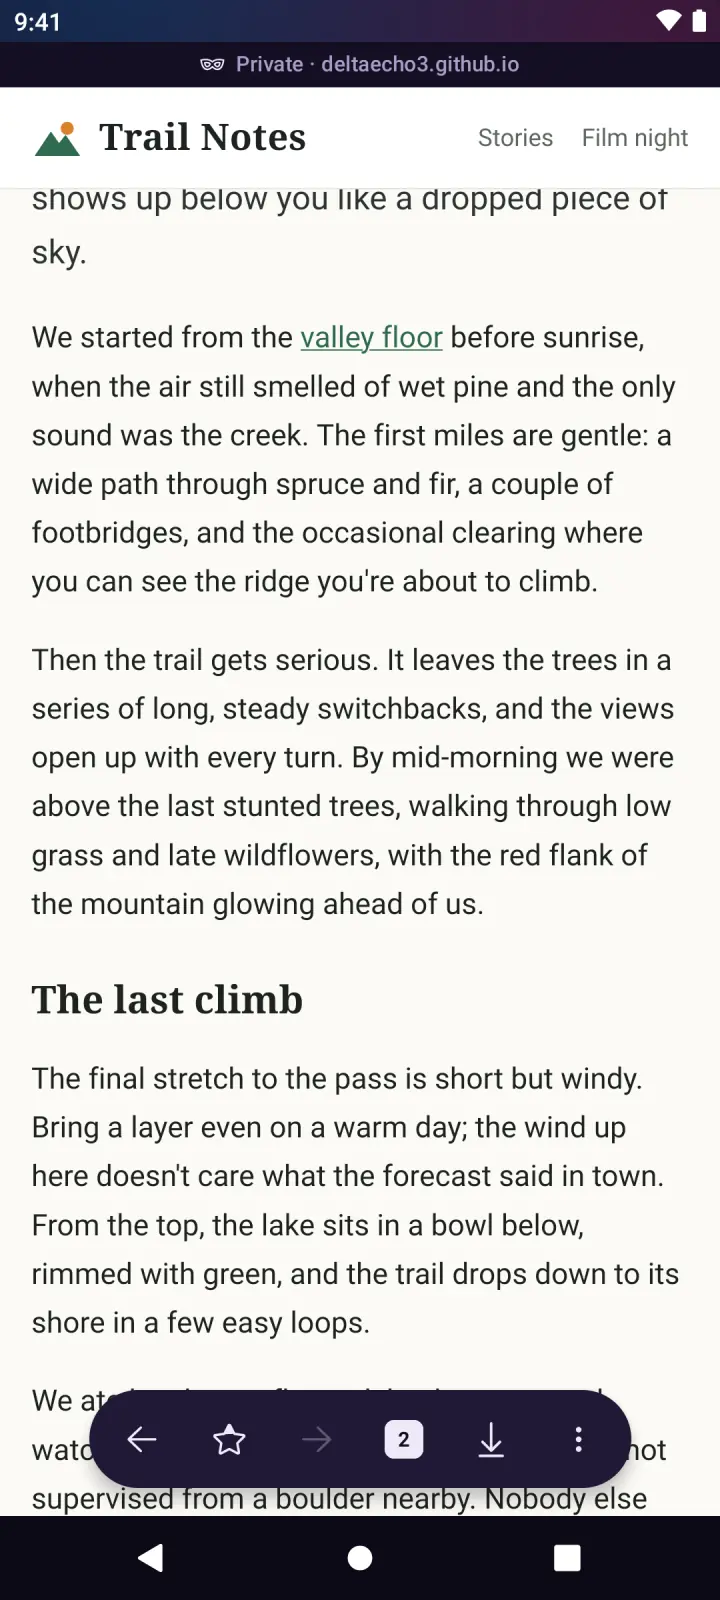 9:41
Private · deltaecho3.github.io
Trail Notes
Stories
Film night
shows up below you like a dropped piece of
sky.
We started from the valley floor before sunrise,
when the air still smelled of wet pine and the only
sound was the creek. The first miles are gentle: a
wide path through spruce and fir, a couple of
footbridges, and the occasional clearing where
you can see the ridge you're about to climb.
Then the trail gets serious. It leaves the trees in a
series of long, steady switchbacks, and the views
open up with every turn. By mid-morning we were
above the last stunted trees, walking through low
grass and late wildflowers, with the red flank of
the mountain glowing ahead of us.
The last climb
The final stretch to the pass is short but windy.
Bring a layer even on a warm day; the wind up
here doesn't care what the forecast said in town.
From the top, the lake sits in a bowl below,
rimmed with green, and the trail drops down to its
shore in a few easy loops.
We
2
supervised from a boulder nearby. Nobody else